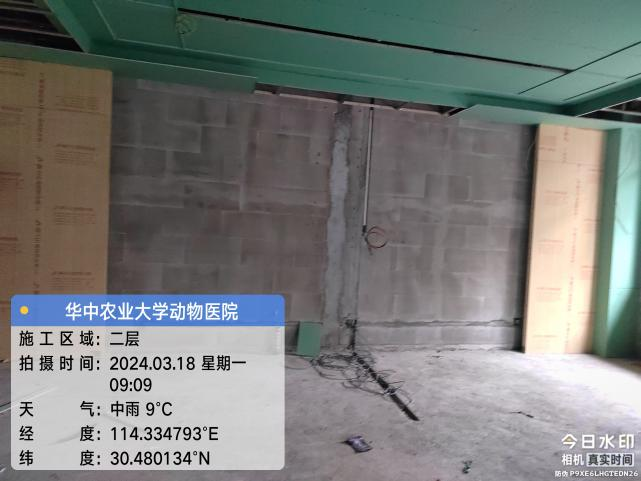 华中农业大学动物医院
施工区域：二层
拍摄时间：2024.03.18 星期一
09:09
天气：中雨 9°C
经度：114.334793°E
纬度：30.480134°N
今日水印
相机 真实时间
防伪 P9XE6LHGTEDN26